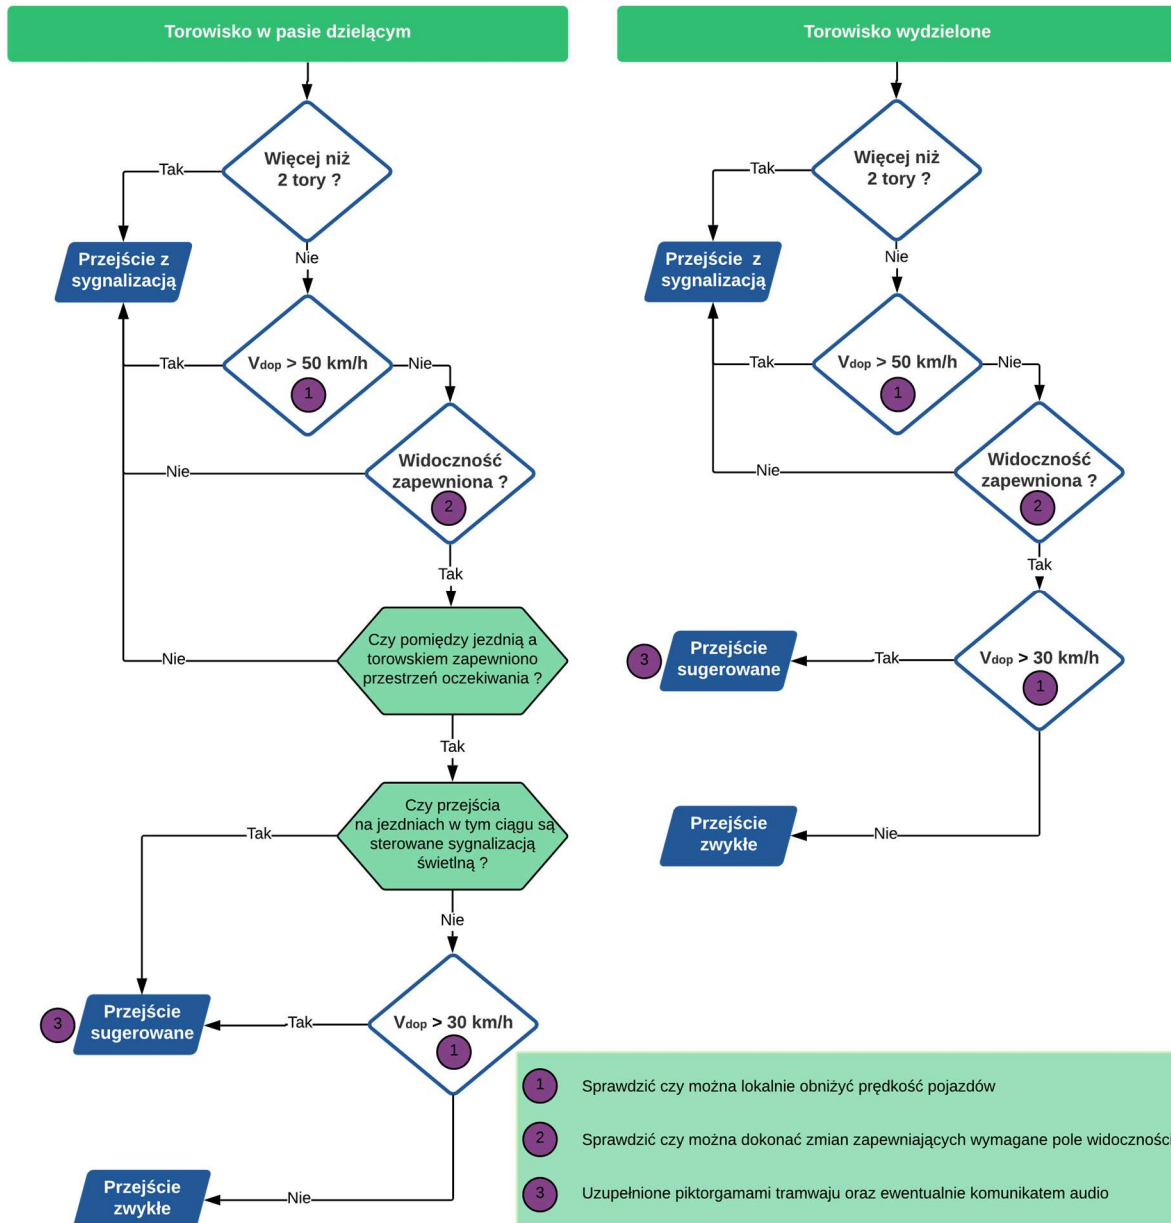 Torowisko w pasie dzielącym
Więcej niż
2 tory ?
Tak
Przejście z
sygnalizacją
Nie
Vdop > 50 km/h
1
Tak
Nie
Widoczność
zapewniona ?
2
Nie
Tak
Czy pomiędzy jezdnią a
torowskiem zapewniono
przestrzeń oczekiwania ?
Nie
Tak
Czy przejścia
na jezdniach w tym ciągu są
sterowane sygnalizacją
świetlną ?
Tak
Nie
3
Przejście
sugerowane
Tak
Vdop > 30 km/h
1
Nie
Przejście
zwykłe
Torowisko wydzielone
Więcej niż
2 tory ?
Tak
Przejście z
sygnalizacją
Nie
Vdop > 50 km/h
1
Tak
Nie
Widoczność
zapewniona ?
2
Nie
Tak
3
Przejście
sugerowane
Tak
Vdop > 30 km/h
1
Nie
Przejście
zwykłe
1 Sprawdzić czy można lokalnie obniżyć prędkość pojazdów
2 Sprawdzić czy można dokonać zmian zapewniających wymagane pole widoczności
3 Uzupełnione piktorgamami tramwaju oraz ewentualnie komunikatem audio